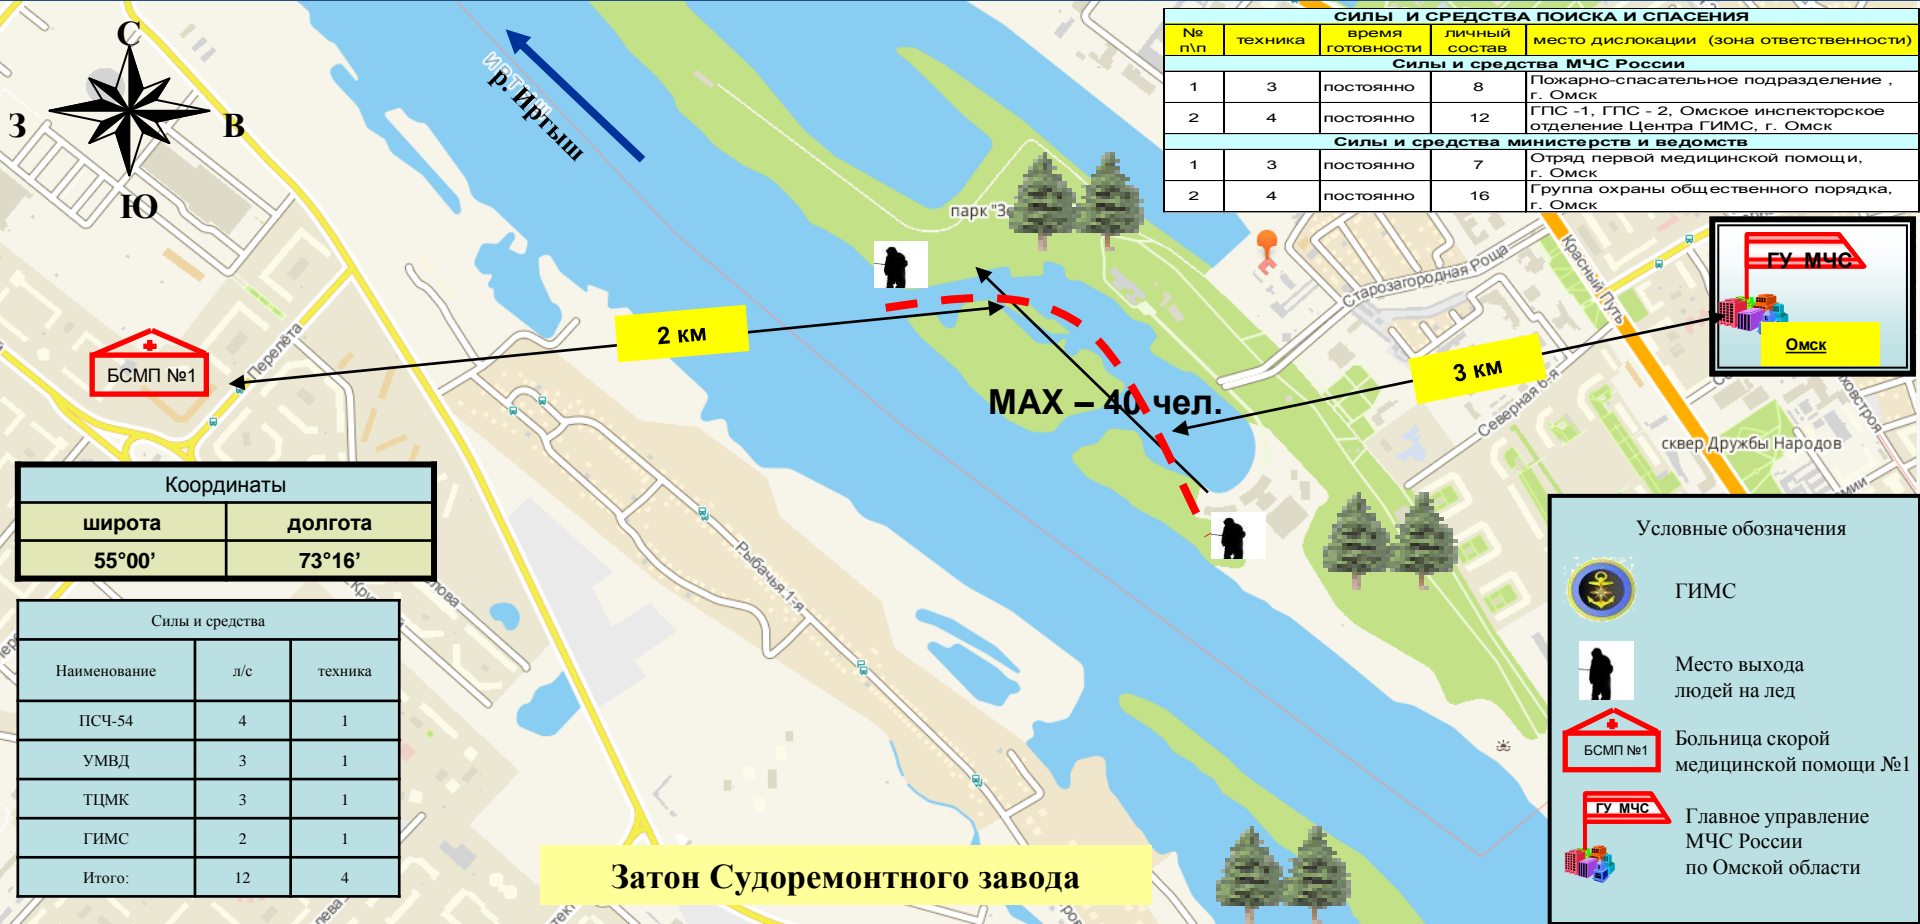 С
З
В
Ю
р. Иртыш
ИРТЫШ
СИЛЫ И СРЕДСТВА ПОИСКА И СПАСЕНИЯ
№ п\п техника время готовности личный состав место дислокации (зона ответственности)
Силы и средства МЧС России
1 3 постоянно 8 Пожарно-спасательное подразделение ,
г. Омск
2 4 постоянно 12 ГПС -1, ГПС - 2, Омское инспекторское
отделение Центра ГИМС, г. Омск
Силы и средства министерств и ведомств
1 3 постоянно 7 Отряд первой медицинской помощи,
г. Омск
2 4 постоянно 16 Группа охраны общественного порядка,
г. Омск
парк
Старозагородная Роща
Красный Путь
ГУ МЧС
Омск
2 км
3 км
МАХ – 40 чел.
Перелёта
БСМП №1
Северная 6-я
сквер Дружбы Народов
Координаты
широта долгота
55°00’ 73°16’
Рыбачья 1-я
Силы и средства
Наименование л/с техника
ПСЧ-54 4 1
УМВД 3 1
ТЦМК 3 1
ГИМС 2 1
Итого: 12 4
Затон Судоремонтного завода
Условные обозначения
ГИМС
Место выхода
людей на лед
БСМП №1
Больница скорой
медицинской помощи №1
ГУ МЧС
Главное управление
МЧС России
по Омской области